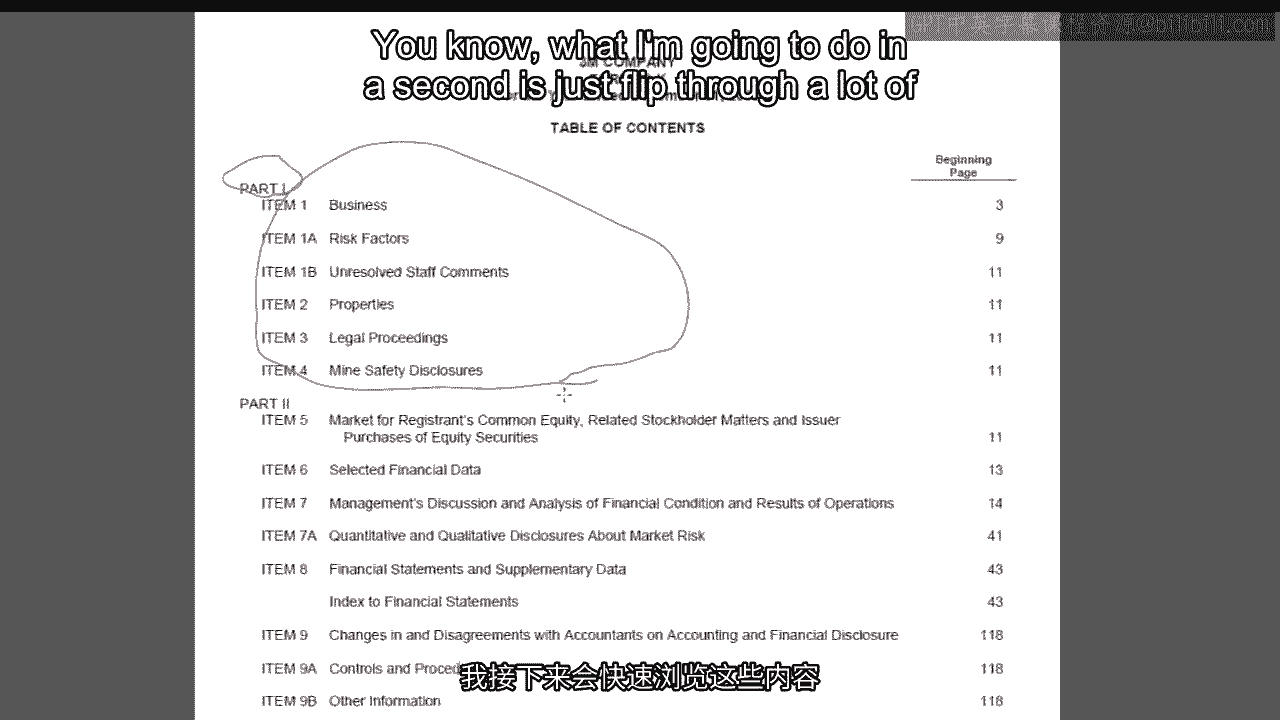 You know, what I'm going to do in
a second is just flip through a lot of
3M COMPANY
TABLE OF CONTENTS
Beginning
Page
PART I
ITEM 1 Business 3
ITEM 1A Risk Factors 9
ITEM 1B Unresolved Staff Comments 11
ITEM 2 Properties 11
ITEM 3 Legal Proceedings 11
ITEM 4 Mine Safety Disclosures 11
PART II
ITEM 5 Market for Registrant's Common Equity, Related Stockholder Matters and Issuer
Purchases of Equity Securities 11
ITEM 6 Selected Financial Data 13
ITEM 7 Management's Discussion and Analysis of Financial Condition and Results of Operations 14
ITEM 7A Quantitative and Qualitative Disclosures About Market Risk 41
ITEM 8 Financial Statements and Supplementary Data 43
Index to Financial Statements 43
ITEM 9 Changes in and Disagreements with Accountants on Accounting and Financial Disclosure 118
ITEM 9A Controls and 118
我接下来会快速浏览这些内容
ITEM 9B Other Information 118